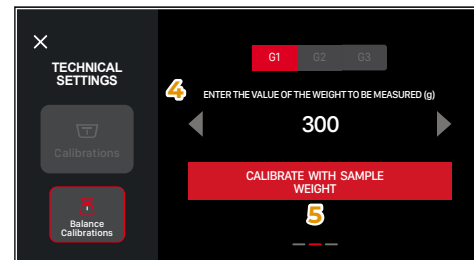 TECHNICAL
SETTINGS
Calibrations
Balance
Calibrations
G1 G2 G3
4
ENTER THE VALUE OF THE WEIGHT TO BE MEASURED (g)
300
CALIBRATE WITH SAMPLE
WEIGHT
5